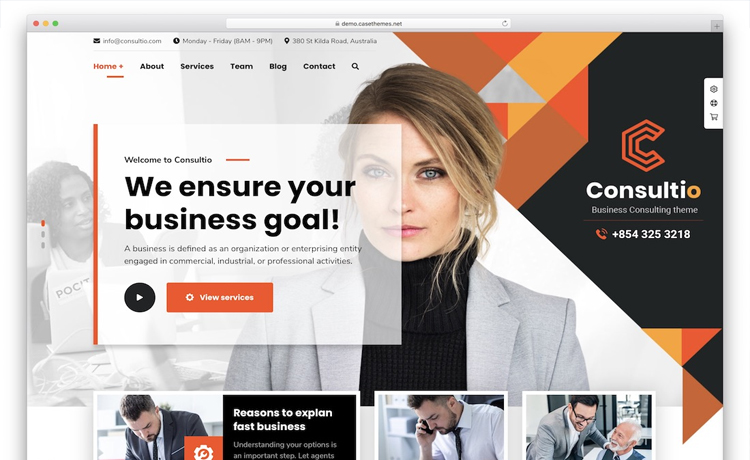 demo.casethemes.net
info@consultio.com Monday - Friday (8AM - 9PM) 380 St Kilda Road, Australia
Home + About Services Team Blog Contact
Welcome to Consultio
We ensure your
business goal!
A business is defined as an organization or enterprising entity
engaged in commercial, industrial, or professional activities.
View services
Consultio
Business Consulting theme
+854 325 3218
Reasons to explan
fast business
Understanding your options is
an important step. Let agents